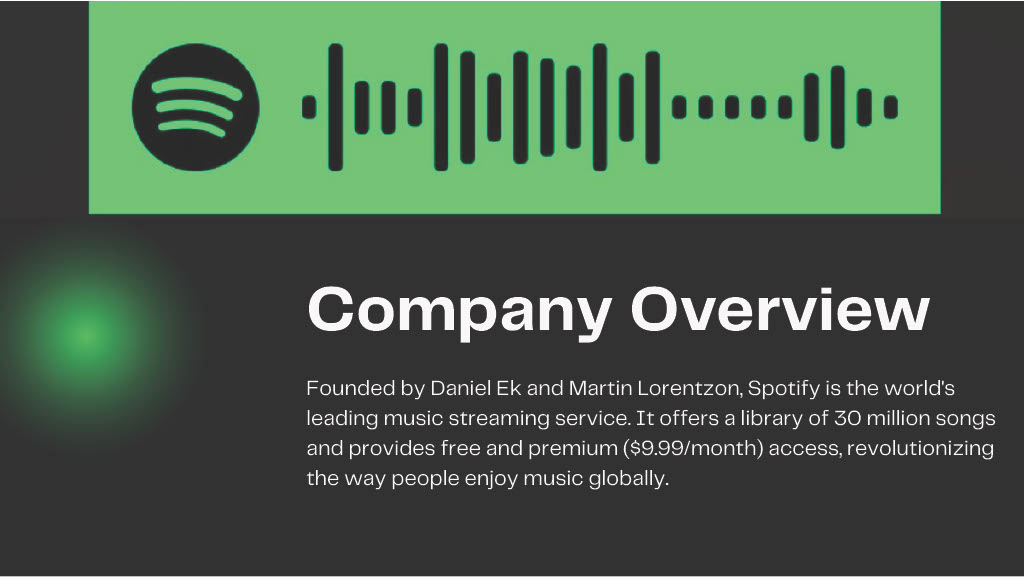 Company Overview
Founded by Daniel Ek and Martin Lorentzon, Spotify is the world's
leading music streaming service. It offers a library of 30 million songs
and provides free and premium ($9.99/month) access, revolutionizing
the way people enjoy music globally.